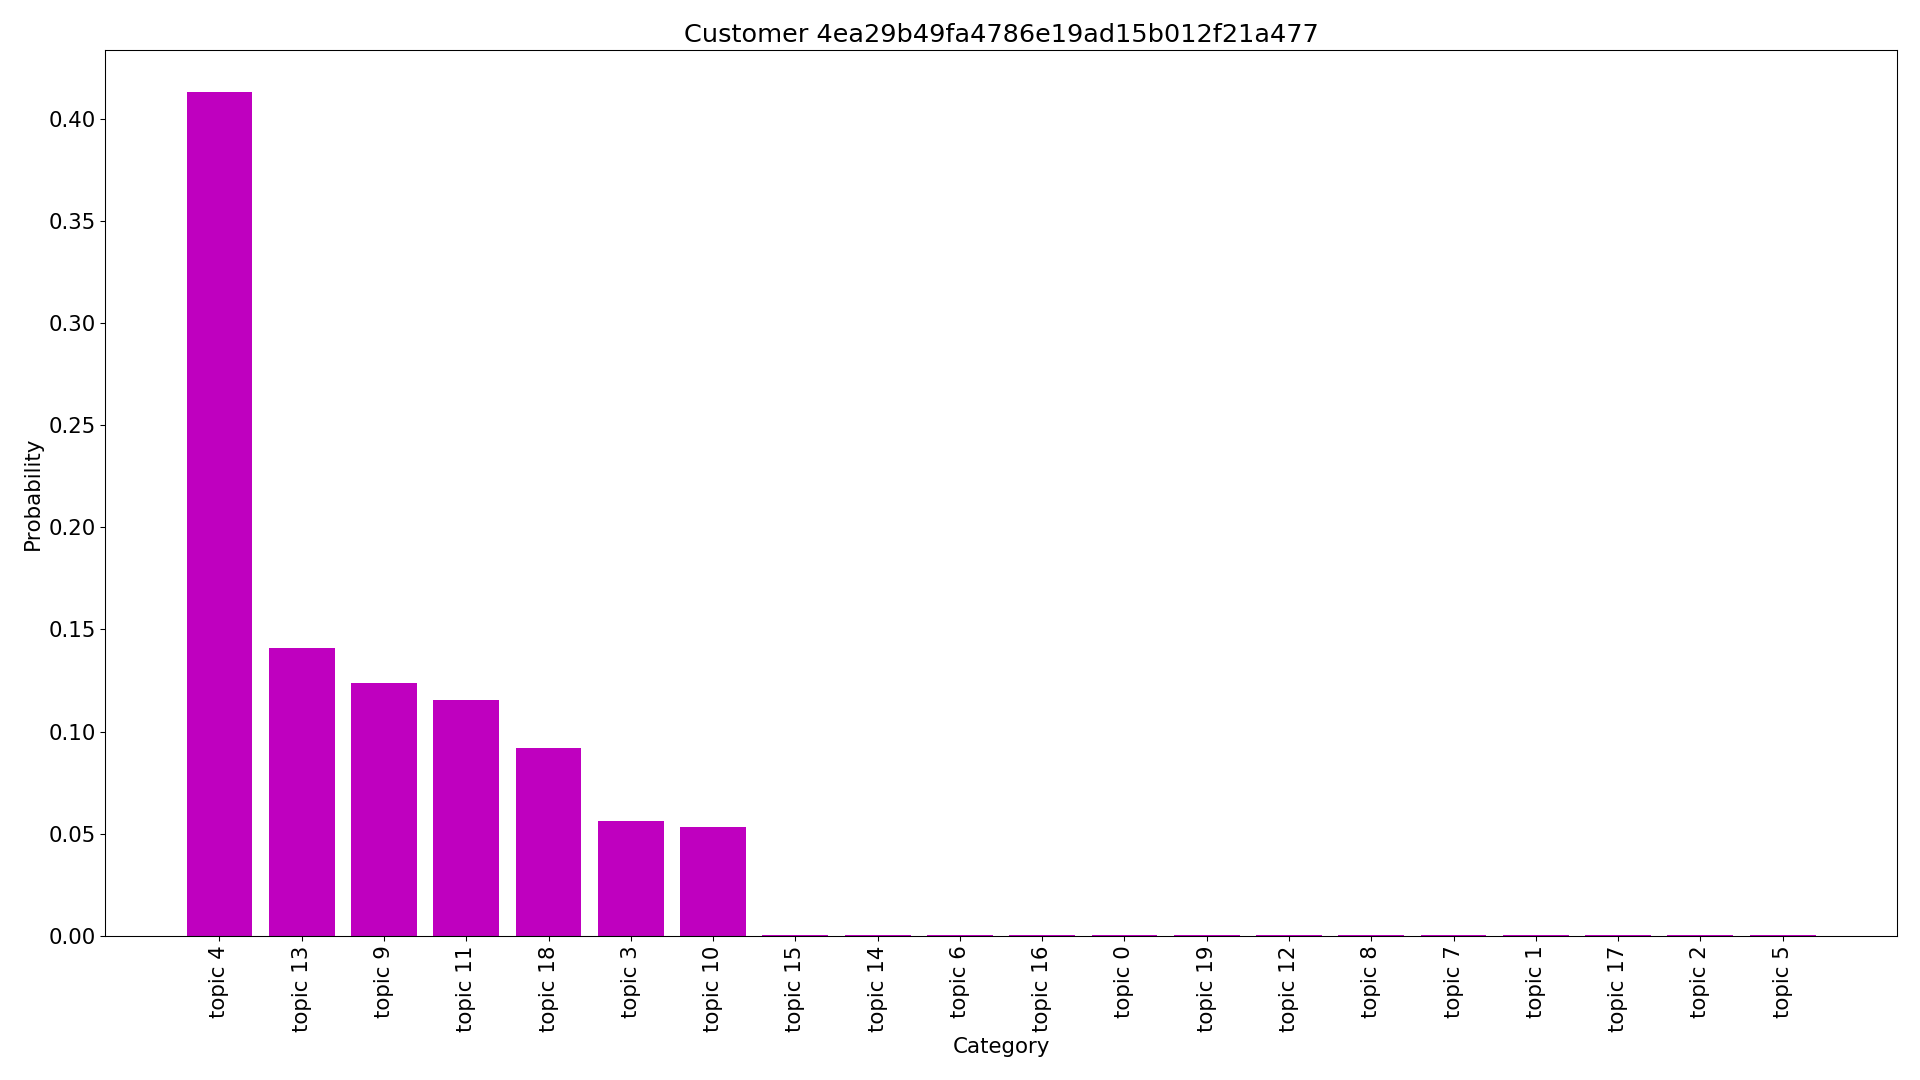 Customer 4ea29b49fa4786e19ad15b012f21a477
Probability
0.40
0.35
0.30
0.25
0.20
0.15
0.10
0.05
0.00
topic 4
topic 13
topic 9
topic 11
topic 18
topic 3
topic 10
topic 15
topic 14
topic 6
topic 16
topic 0
topic 19
topic 12
topic 8
topic 7
topic 1
topic 17
topic 2
topic 5
Category